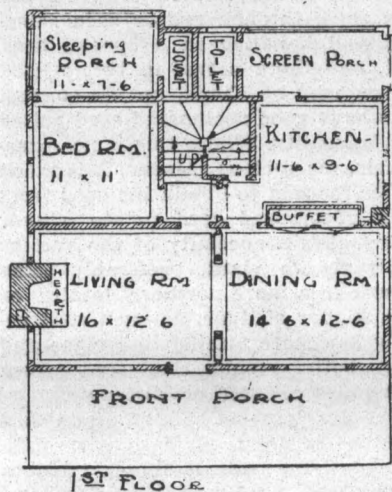 Sleeping
PORCH
11-x7-6
CLOSET
TOILET
SCREEN PORCH
BED RM.
11 x 11
UP
KITCHEN
11-6 x 9-6
BUFFET
HEARTH
LIVING RM
16 x 12 6
DINING RM
14 6 x 12-6
FRONT PORCH
1ST FLOOR